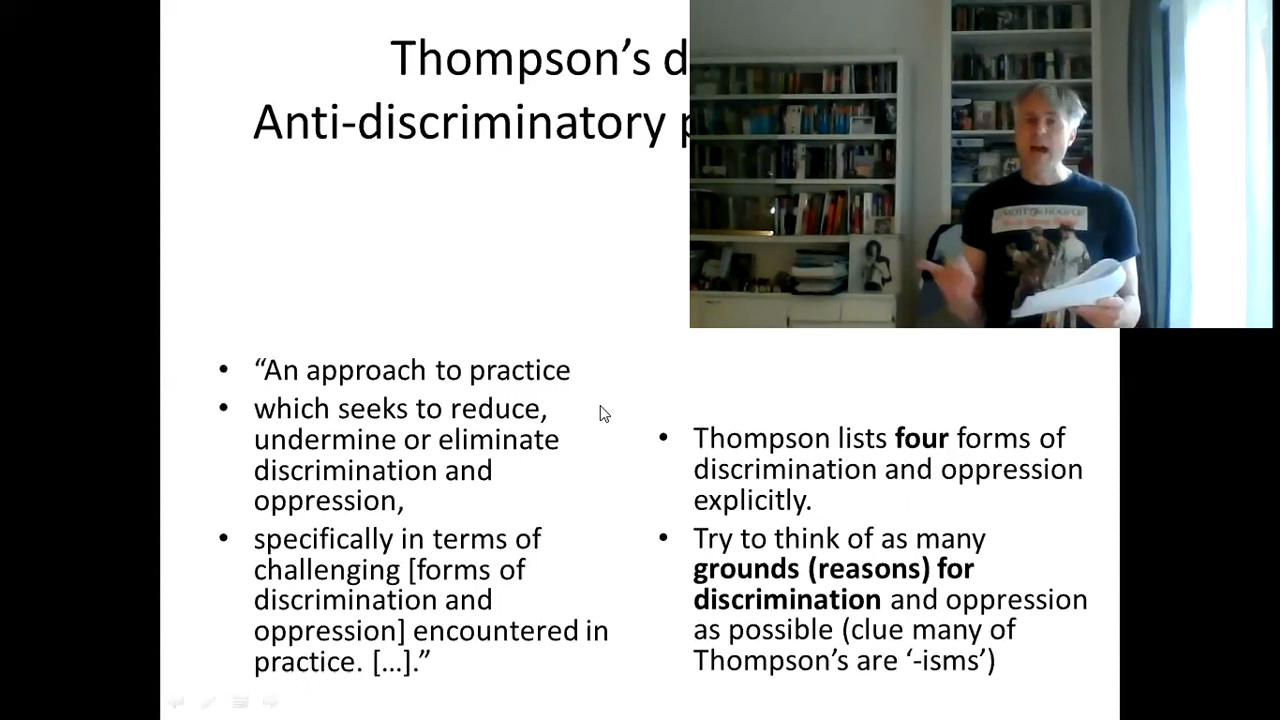 Thompson’s d
Anti-discriminatory p
• “An approach to practice
• which seeks to reduce,
undermine or eliminate
discrimination and
oppression,
• specifically in terms of
challenging [forms of
discrimination and
oppression] encountered in
practice. […].”
• Thompson lists four forms of
discrimination and oppression
explicitly.
• Try to think of as many
grounds (reasons) for
discrimination and oppression
as possible (clue many of
Thompson’s are ‘-isms’)